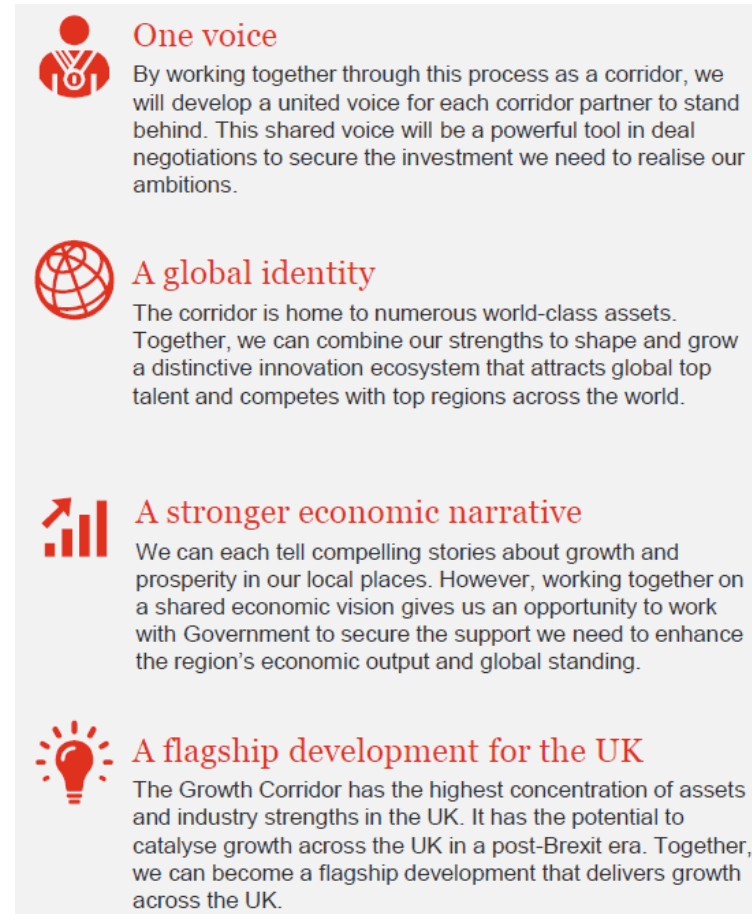 One voice
By working together through this process as a corridor, we
will develop a united voice for each corridor partner to stand
behind. This shared voice will be a powerful tool in deal
negotiations to secure the investment we need to realise our
ambitions.
A global identity
The corridor is home to numerous world-class assets.
Together, we can combine our strengths to shape and grow
a distinctive innovation ecosystem that attracts global top
talent and competes with top regions across the world.
A stronger economic narrative
We can each tell compelling stories about growth and
prosperity in our local places. However, working together on
a shared economic vision gives us an opportunity to work
with Government to secure the support we need to enhance
the region's economic output and global standing.
A flagship development for the UK
The Growth Corridor has the highest concentration of assets
and industry strengths in the UK. It has the potential to
catalyse growth across the UK in a post-Brexit era. Together,
we can become a flagship development that delivers growth
across the UK.